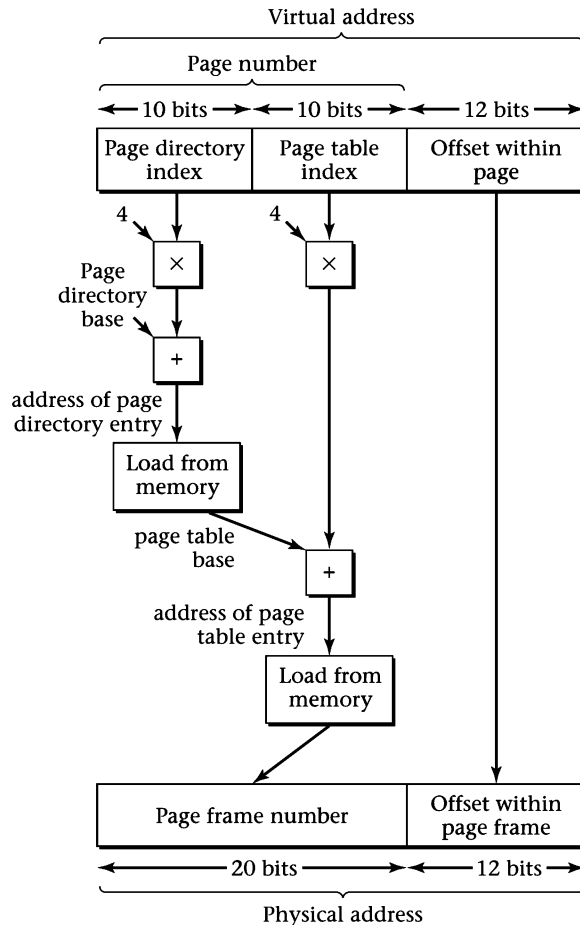 Virtual address
Page number
10 bits 10 bits 12 bits
Page directory Page table Offset within
index index page
4 4
× ×
Page
directory
base
+
address of page
directory entry
Load from
memory
page table
base
+
address of page
table entry
Load from
memory
Page frame number Offset within
page frame
20 bits 12 bits
Physical address